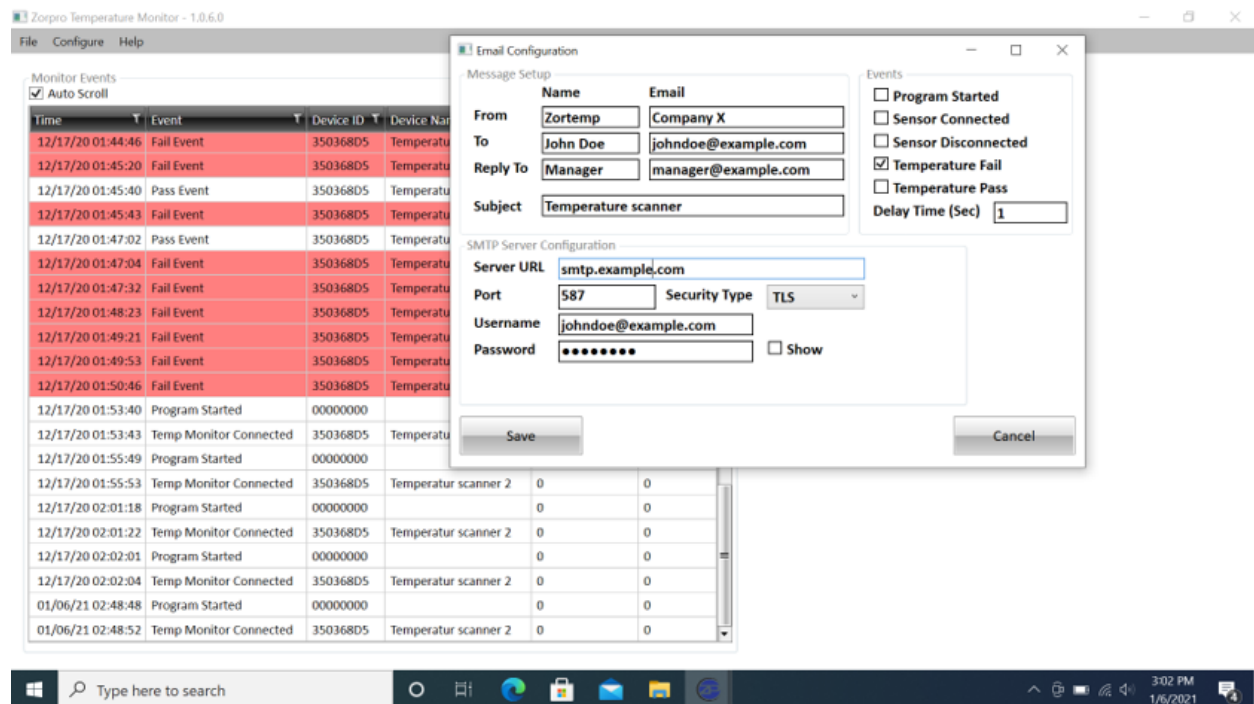 Zorpro Temperature Monitor - 1.0.6.0
File Configure Help
Monitor Events
Auto Scroll
Time Event Device ID Device Nar
12/17/20 01:44:46 Fail Event 350368D5 Temperatu
12/17/20 01:45:20 Fail Event 350368D5 Temperatu
12/17/20 01:45:40 Pass Event 350368D5 Temperatu
12/17/20 01:45:43 Fail Event 350368D5 Temperatu
12/17/20 01:47:02 Pass Event 350368D5 Temperatu
12/17/20 01:47:04 Fail Event 350368D5 Temperatu
12/17/20 01:47:32 Fail Event 350368D5 Temperatu
12/17/20 01:48:23 Fail Event 350368D5 Temperatu
12/17/20 01:49:21 Fail Event 350368D5 Temperatu
12/17/20 01:49:53 Fail Event 350368D5 Temperatu
12/17/20 01:50:46 Fail Event 350368D5 Temperatu
12/17/20 01:53:40 Program Started 00000000
12/17/20 01:53:43 Temp Monitor Connected 350368D5 Temperatu
12/17/20 01:55:49 Program Started 00000000
12/17/20 01:55:53 Temp Monitor Connected 350368D5 Temperatur scanner 2 0 0
12/17/20 02:01:18 Program Started 00000000 0 0
12/17/20 02:01:22 Temp Monitor Connected 350368D5 Temperatur scanner 2 0 0
12/17/20 02:02:01 Program Started 00000000 0 0
12/17/20 02:02:04 Temp Monitor Connected 350368D5 Temperatur scanner 2 0 0
01/06/21 02:48:48 Program Started 00000000 0 0
01/06/21 02:48:52 Temp Monitor Connected 350368D5 Temperatur scanner 2 0 0
Email Configuration
Message Setup
Name Email
From Zortemp Company X
To John Doe johndoe@example.com
Reply To Manager manager@example.com
Subject Temperature scanner
Events
Program Started
Sensor Connected
Sensor Disconnected
Temperature Fail
Temperature Pass
Delay Time (Sec) 1
SMTP Server Configuration
Server URL smtp.example.com
Port 587 Security Type TLS
Username johndoe@example.com
Password ●●●●●●●● Show
Save Cancel
Type here to search
3:02 PM
1/6/2021
4